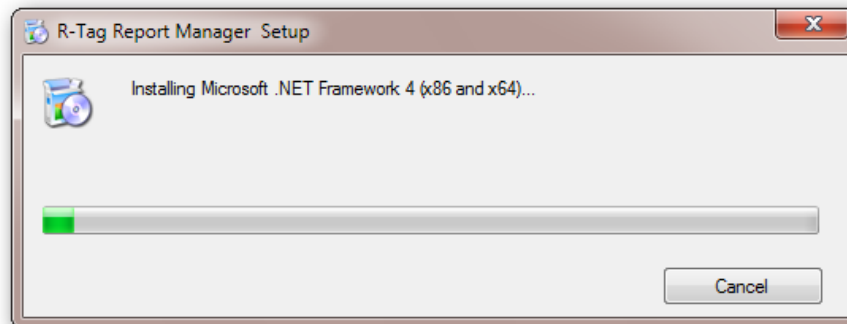 R-Tag Report Manager Setup
Installing Microsoft .NET Framework 4 (x86 and x64)...
Cancel